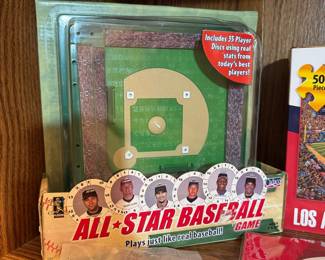 Includes 35 Player
Discs using real
stats from
today's best
players!!
50
Piece
ALL★STAR BASEBALL
GAME
Plays just like real baseball!
LOS A